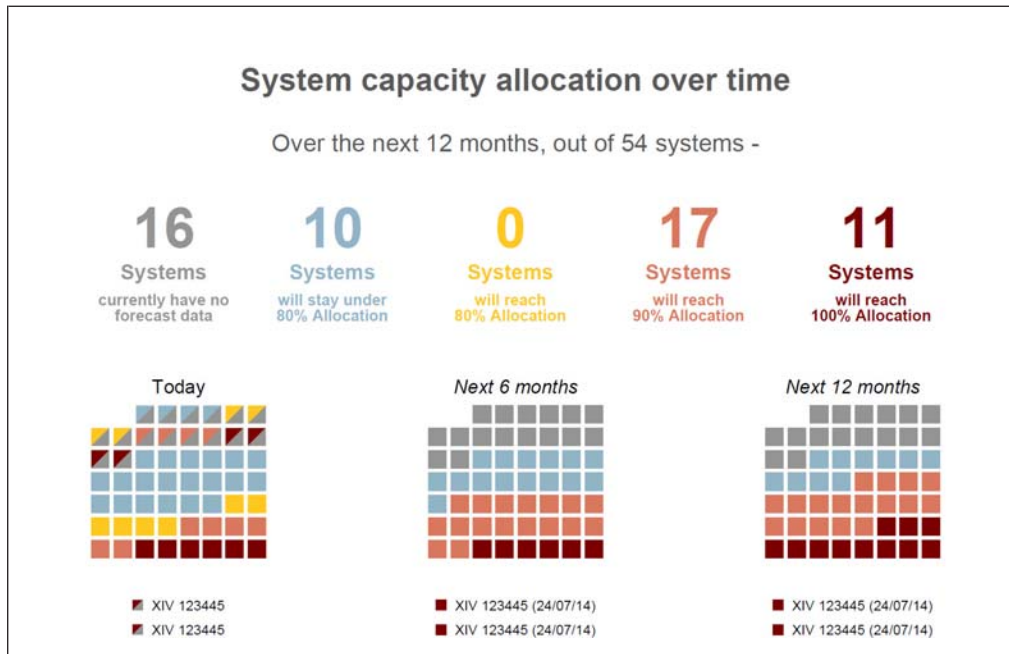 System capacity allocation over time
Over the next 12 months, out of 54 systems -
16 10 0 17 11
Systems Systems Systems Systems Systems
currently have no will stay under will reach will reach will reach
forecast data 80% Allocation 80% Allocation 90% Allocation 100% Allocation
Today Next 6 months Next 12 months
XIV 123445 XIV 123445 (24/07/14) XIV 123445 (24/07/14)
XIV 123445 XIV 123445 (24/07/14) XIV 123445 (24/07/14)